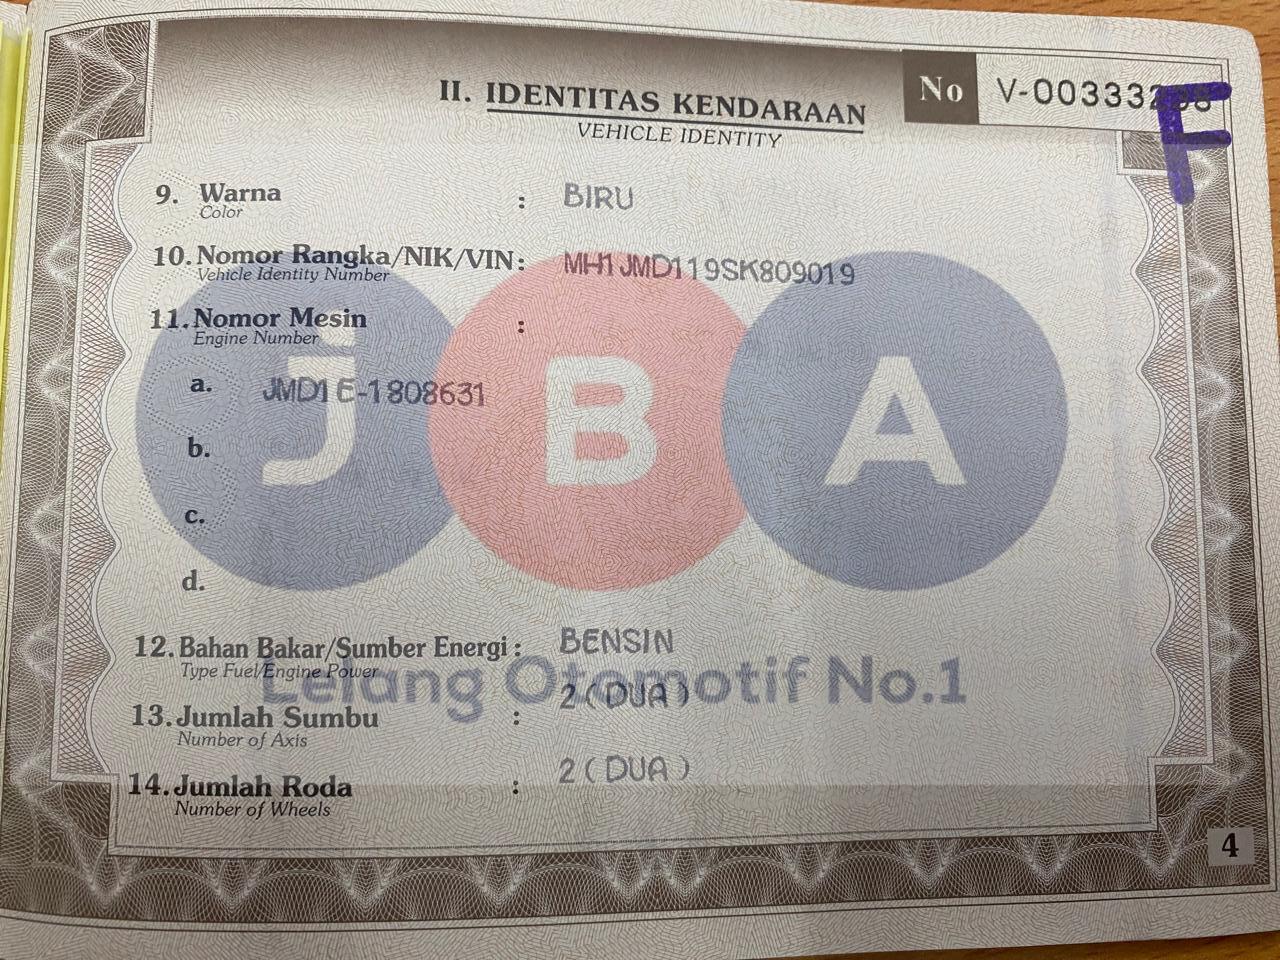 II. IDENTITAS KENDARAAN
VEHICLE IDENTITY
No
9. Warna : BIRU
Color
10. Nomor Rangka/NIK/VIN: MH1JMD119SK809019
Vehicle Identity Number
11. Nomor Mesin :
Engine Number
a. JMD1E-1808631
b.
c.
d.
j B A
12. Bahan Bakar/Sumber Energi : BENSIN
Type Fuel/Engine Power
Lelang Otomotif No.1
13. Jumlah Sumbu : 2 ( DUA )
Number of Axis
14. Jumlah Roda : 2 ( DUA )
Number of Wheels
F
4